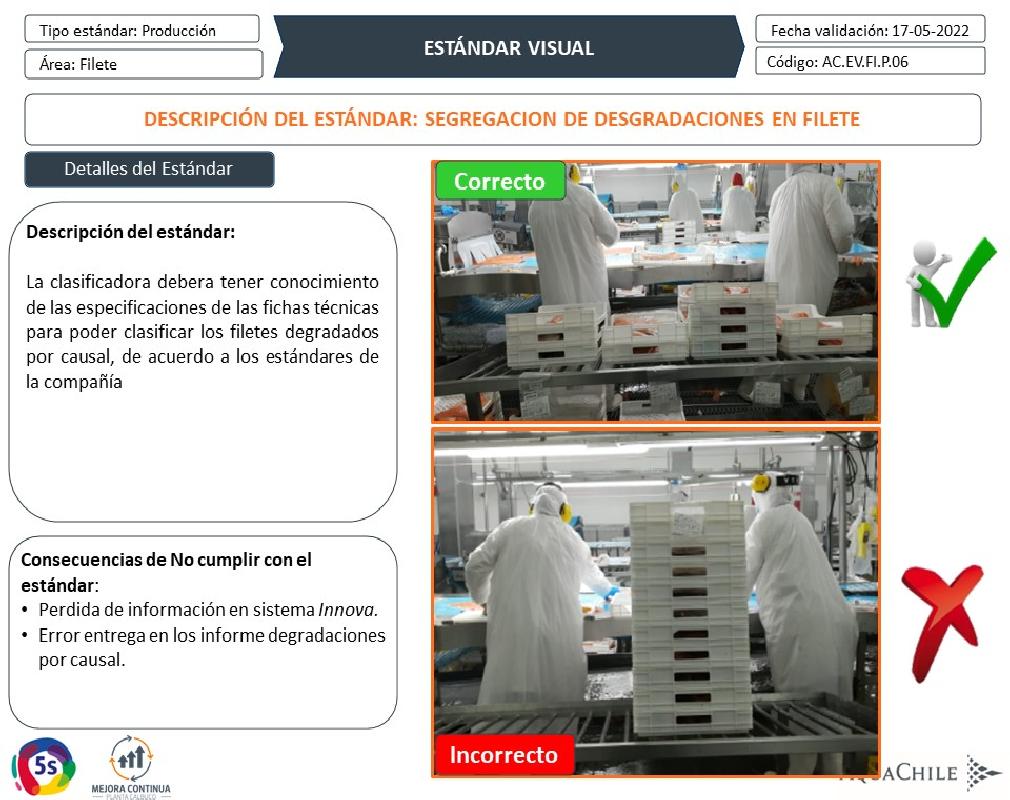 Tipo estándar: Producción
Área: Filete
ESTÁNDAR VISUAL
Fecha validación: 17-05-2022
Código: AC.EV.FI.P.06
DESCRIPCIÓN DEL ESTÁNDAR: SEGREGACION DE DESGRADACIONES EN FILETE
Detalles del Estándar
Descripción del estándar:
La clasificadora debera tener conocimiento
de las especificaciones de las fichas técnicas
para poder clasificar los filetes degradados
por causal, de acuerdo a los estándares de
la compañía
Consecuencias de No cumplir con el
estándar:
• Perdida de información en sistema Innova.
• Error entrega en los informe degradaciones
por causal.
Correcto
Incorrecto
5s
MEJORA CONTINUA
PLANTA CALBUCO
AQUACHILE